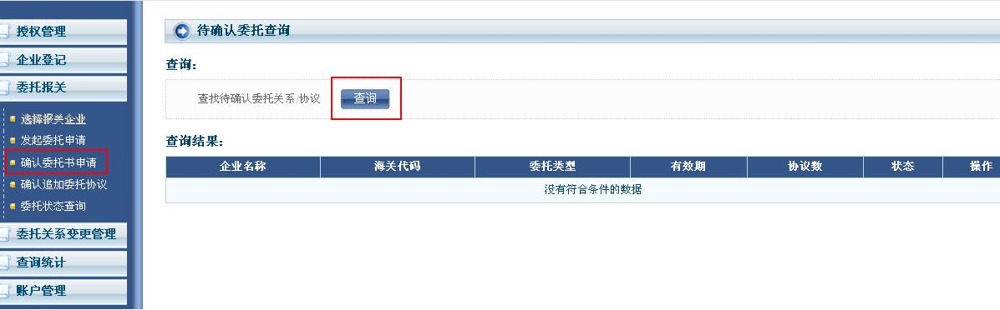 授权管理
企业登记
委托报关
选择报关企业
发起委托申请
确认委托书申请
确认追加委托协议
委托状态查询
委托关系变更管理
查询统计
账户管理
待确认委托查询
查询:
查找待确认委托关系/协议 查询
查询结果:
企业名称 海关代码 委托类型 有效期 协议数 状态 操作
没有符合条件的数据